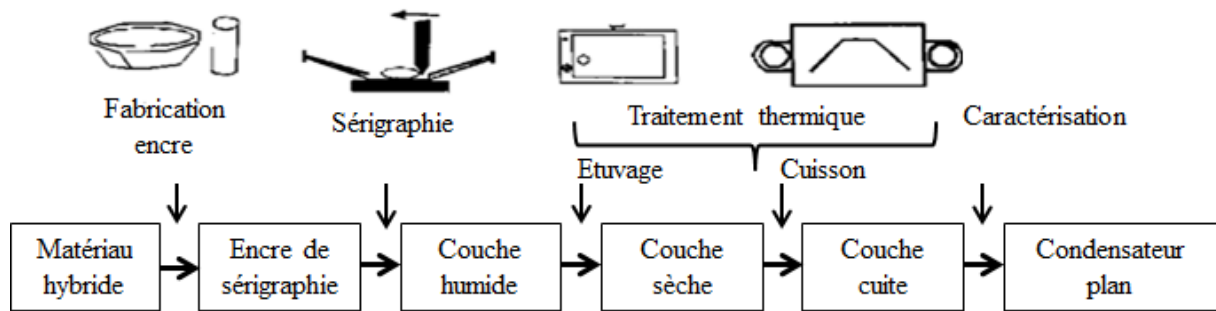 Fabrication
encre
Sérigraphie
Traitement thermique
Caractérisation
Etuvage
Cuisson
Matériau
hybride
Encre de
sérigraphie
Couche
humide
Couche
sèche
Couche
cuite
Condensateur
plan